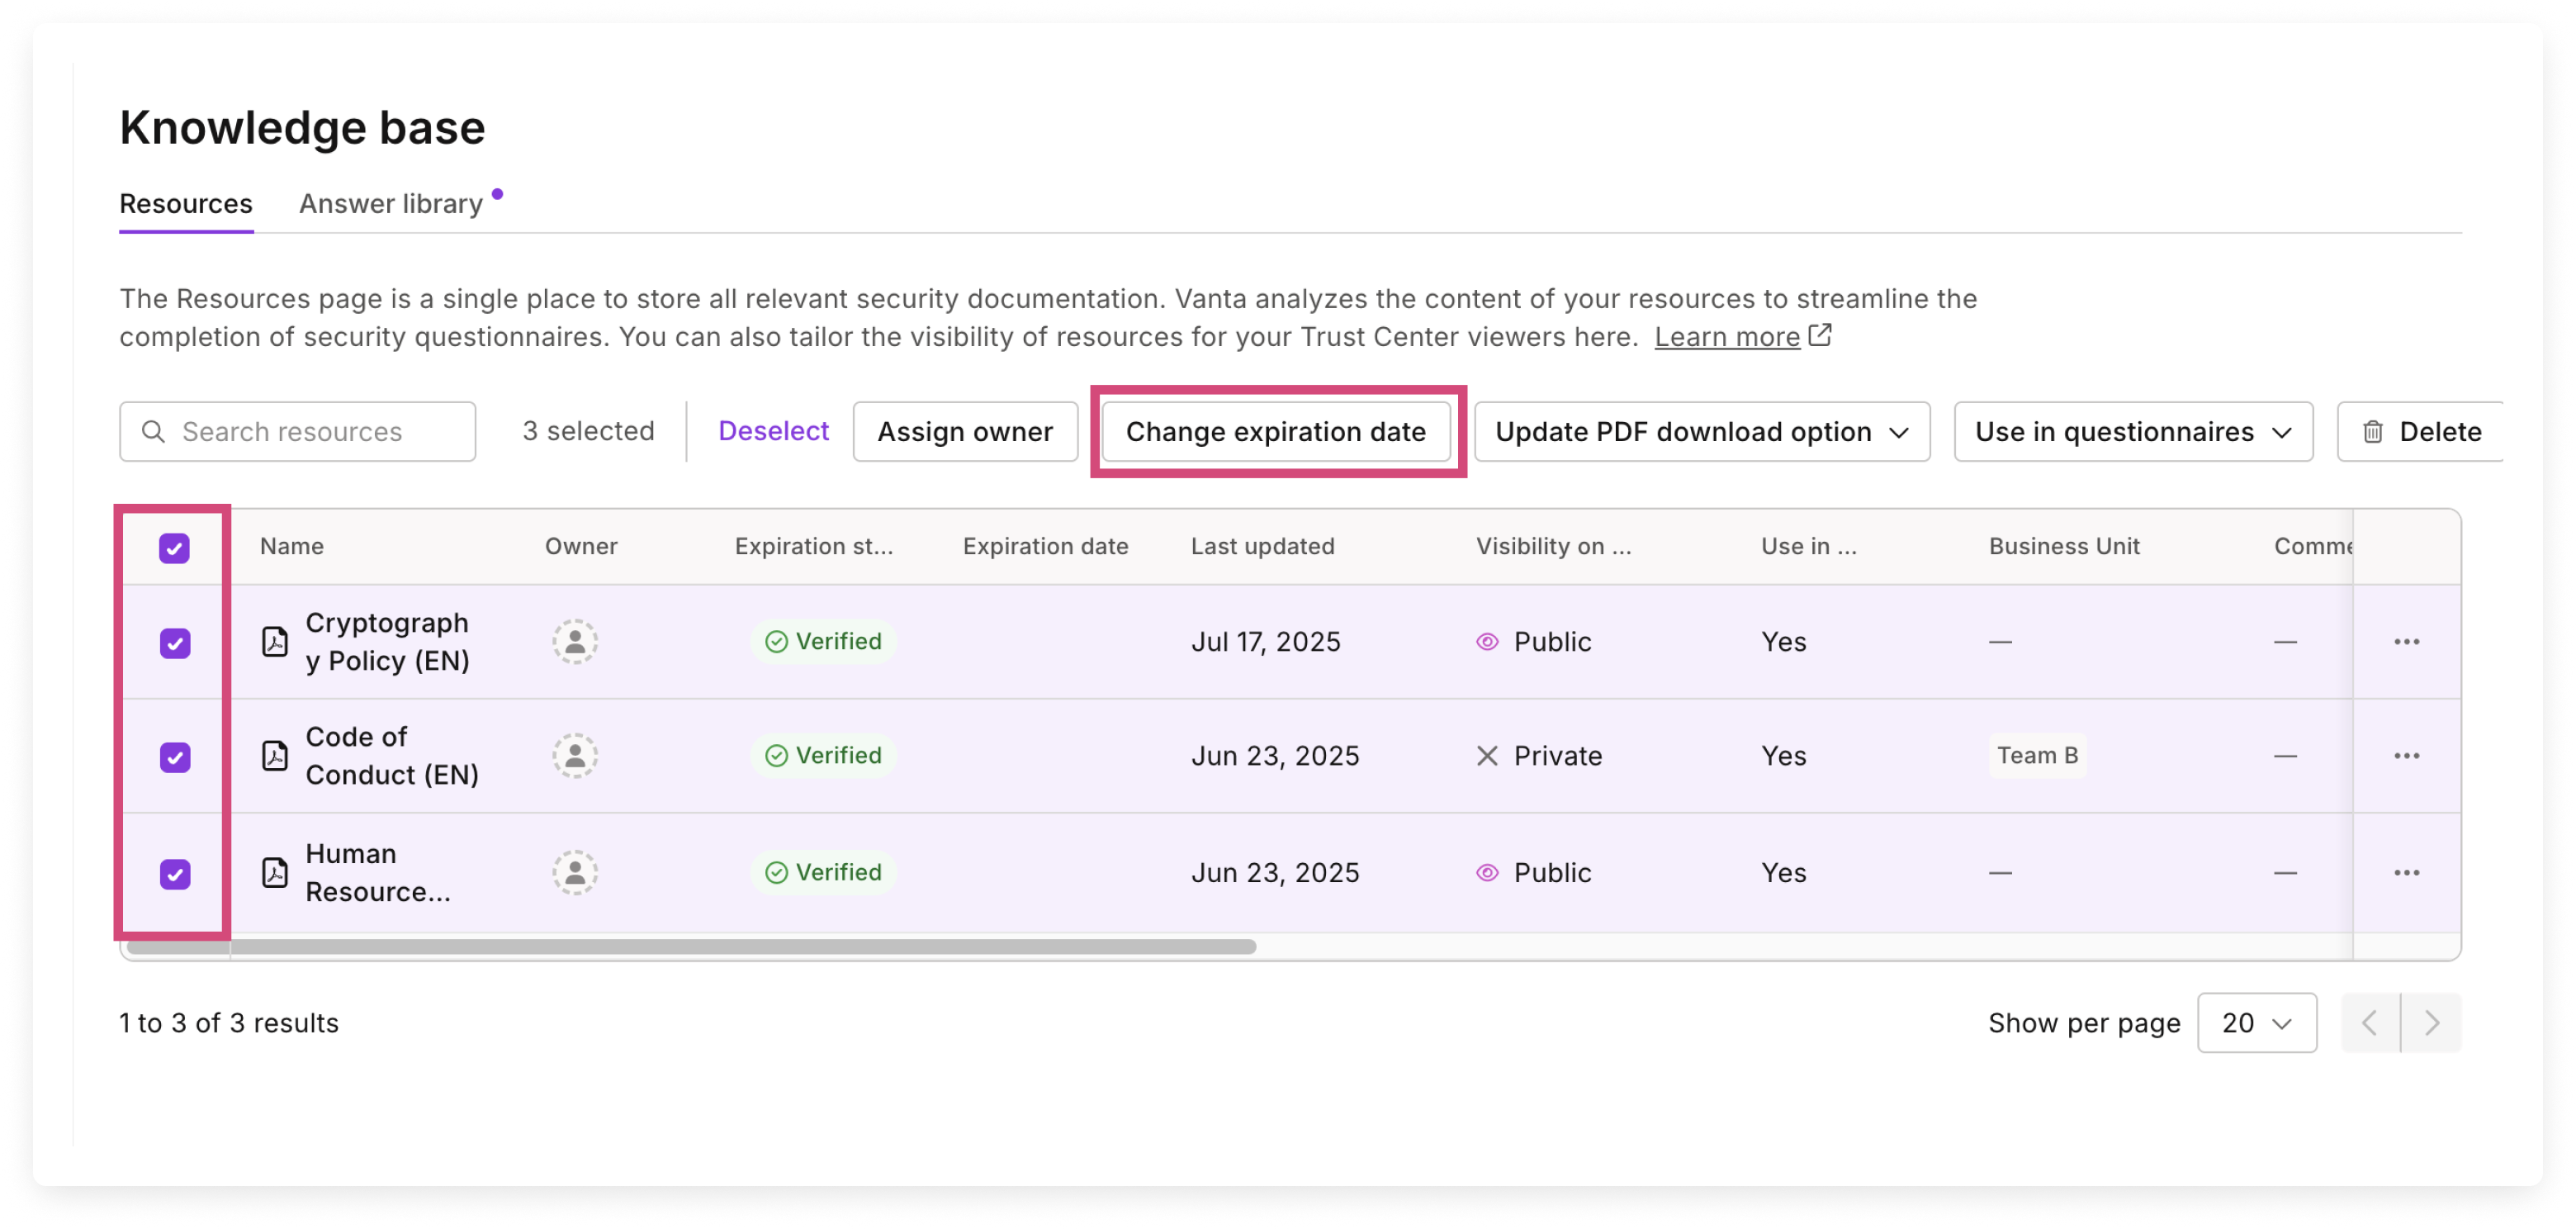 Knowledge base
Resources
Answer library
The Resources page is a single place to store all relevant security documentation. Vanta analyzes the content of your resources to streamline the
completion of security questionnaires. You can also tailor the visibility of resources for your Trust Center viewers here. Learn more
Search resources
3 selected
Deselect
Assign owner
Change expiration date
Update PDF download option
Use in questionnaires
Delete
Name
Owner
Expiration st...
Expiration date
Last updated
Visibility on ...
Use in ...
Business Unit
Comme
Cryptograph
y Policy (EN)
Verified
Jul 17, 2025
Public
Yes
—
—
Code of
Conduct (EN)
Verified
Jun 23, 2025
Private
Yes
Team B
—
Human
Resource...
Verified
Jun 23, 2025
Public
Yes
—
—
1 to 3 of 3 results
Show per page
20